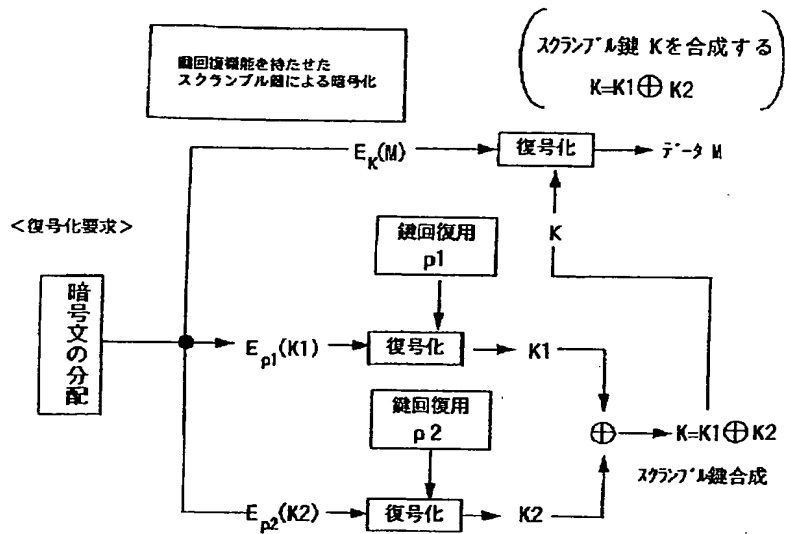 鍵回復機能を持たせた
スクランブル鍵による暗号化
スクランブル鍵 Kを合成する
K=K1⊕K2
E_K(M)
復号化
データ M
<復号化要求>
鍵回復用
p1
K
暗号文の分配
E_p1(K1)
復号化
K1
鍵回復用
p2
⊕
K=K1⊕K2
スクランブル鍵合成
E_p2(K2)
復号化
K2